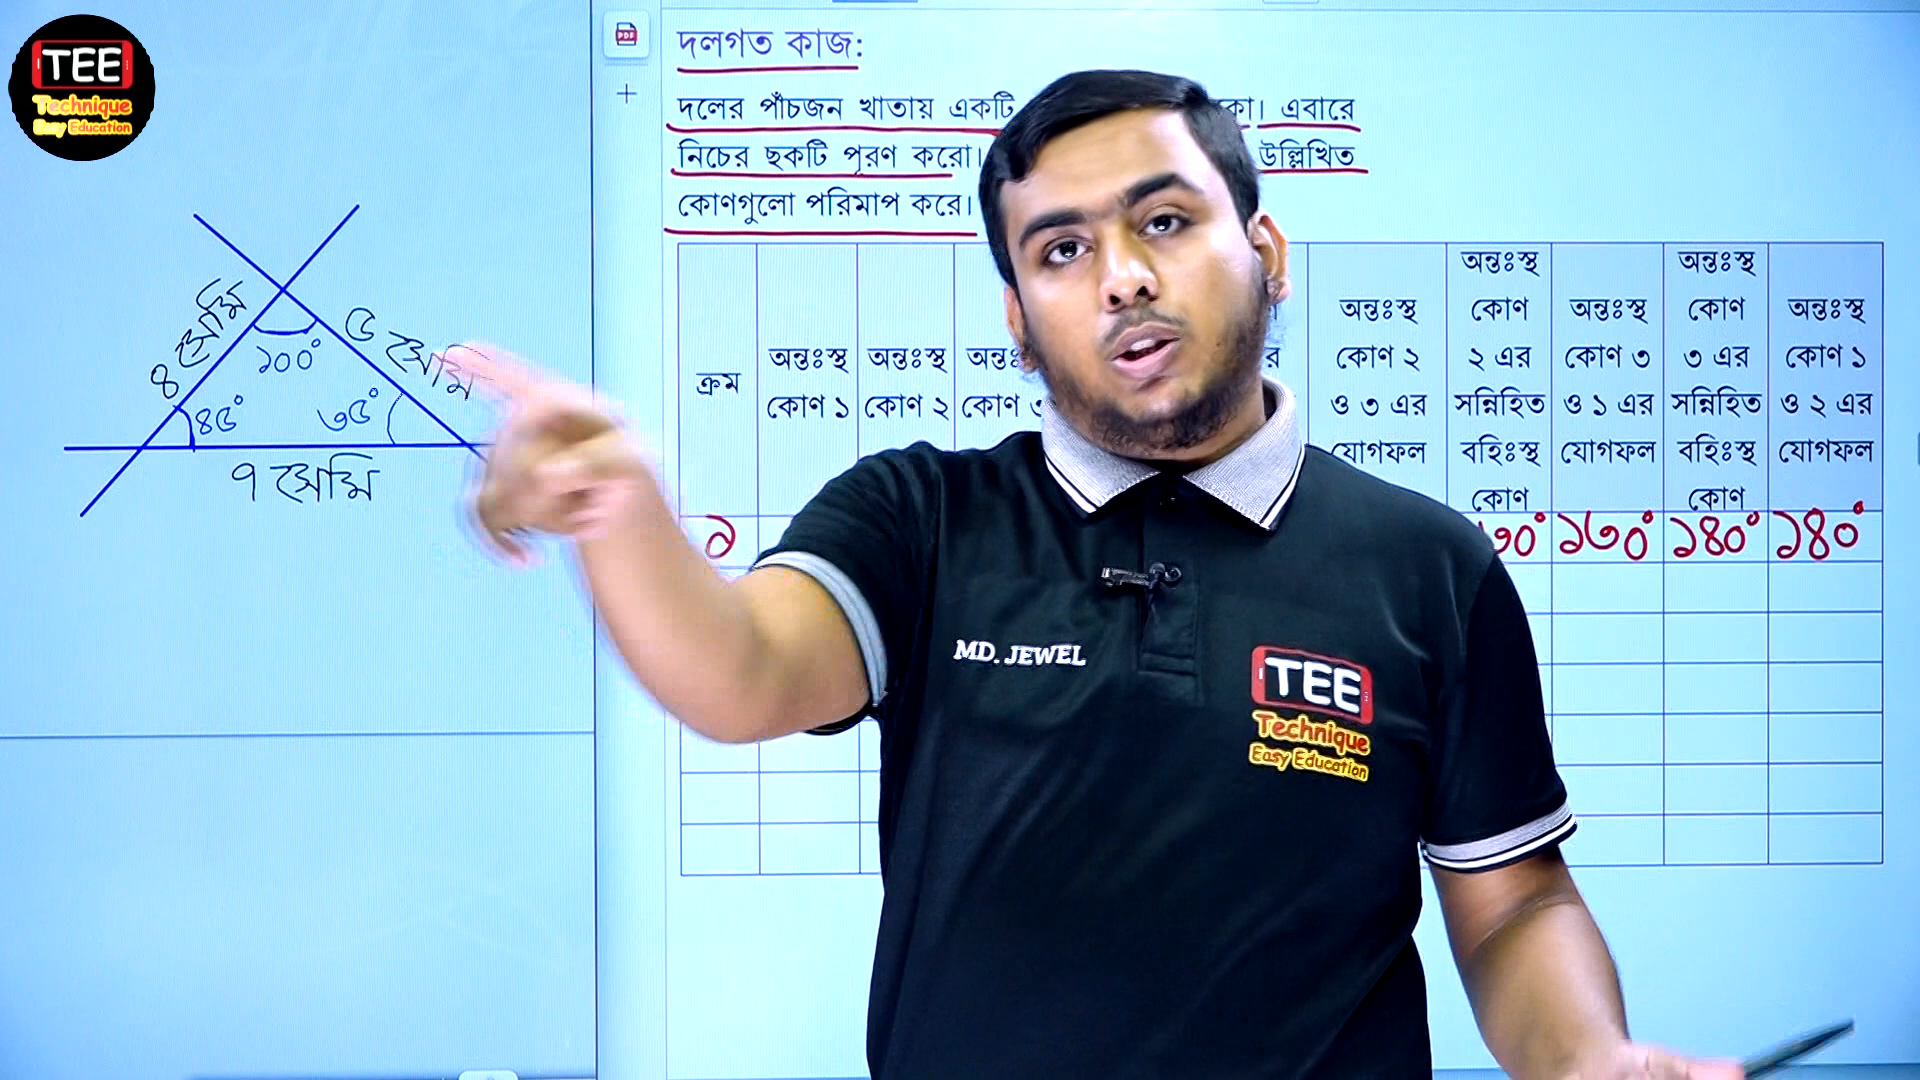 TEE
Technique
Easy Education
PDF
দলগত কাজ:
দলের পাঁচজন খাতায় একটি কো। এবারে
নিচের ছকটি পূরণ করো। উল্লিখিত
কোণগুলো পরিমাপ করে।
৪ সেমি
৫ সেমি
১০০°
৪৫°
৩৫°
৭ সেমি
ক্রম
অন্তঃস্থ কোণ ১
অন্তঃস্থ কোণ ২
কোণ
অন্তঃস্থ কোণ ২ ও ৩ এর যোগফল
অন্তঃস্থ কোণ ২ এর সন্নিহিত বহিঃস্থ কোণ
অন্তঃস্থ কোণ ৩ ও ১ এর যোগফল
অন্তঃস্থ কোণ ৩ এর সন্নিহিত বহিঃস্থ কোণ
অন্তঃস্থ কোণ ১ ও ২ এর যোগফল
১
১৩০°
১৪০°
১৪০°
MD. JEWEL
TEE
Technique
Easy Education